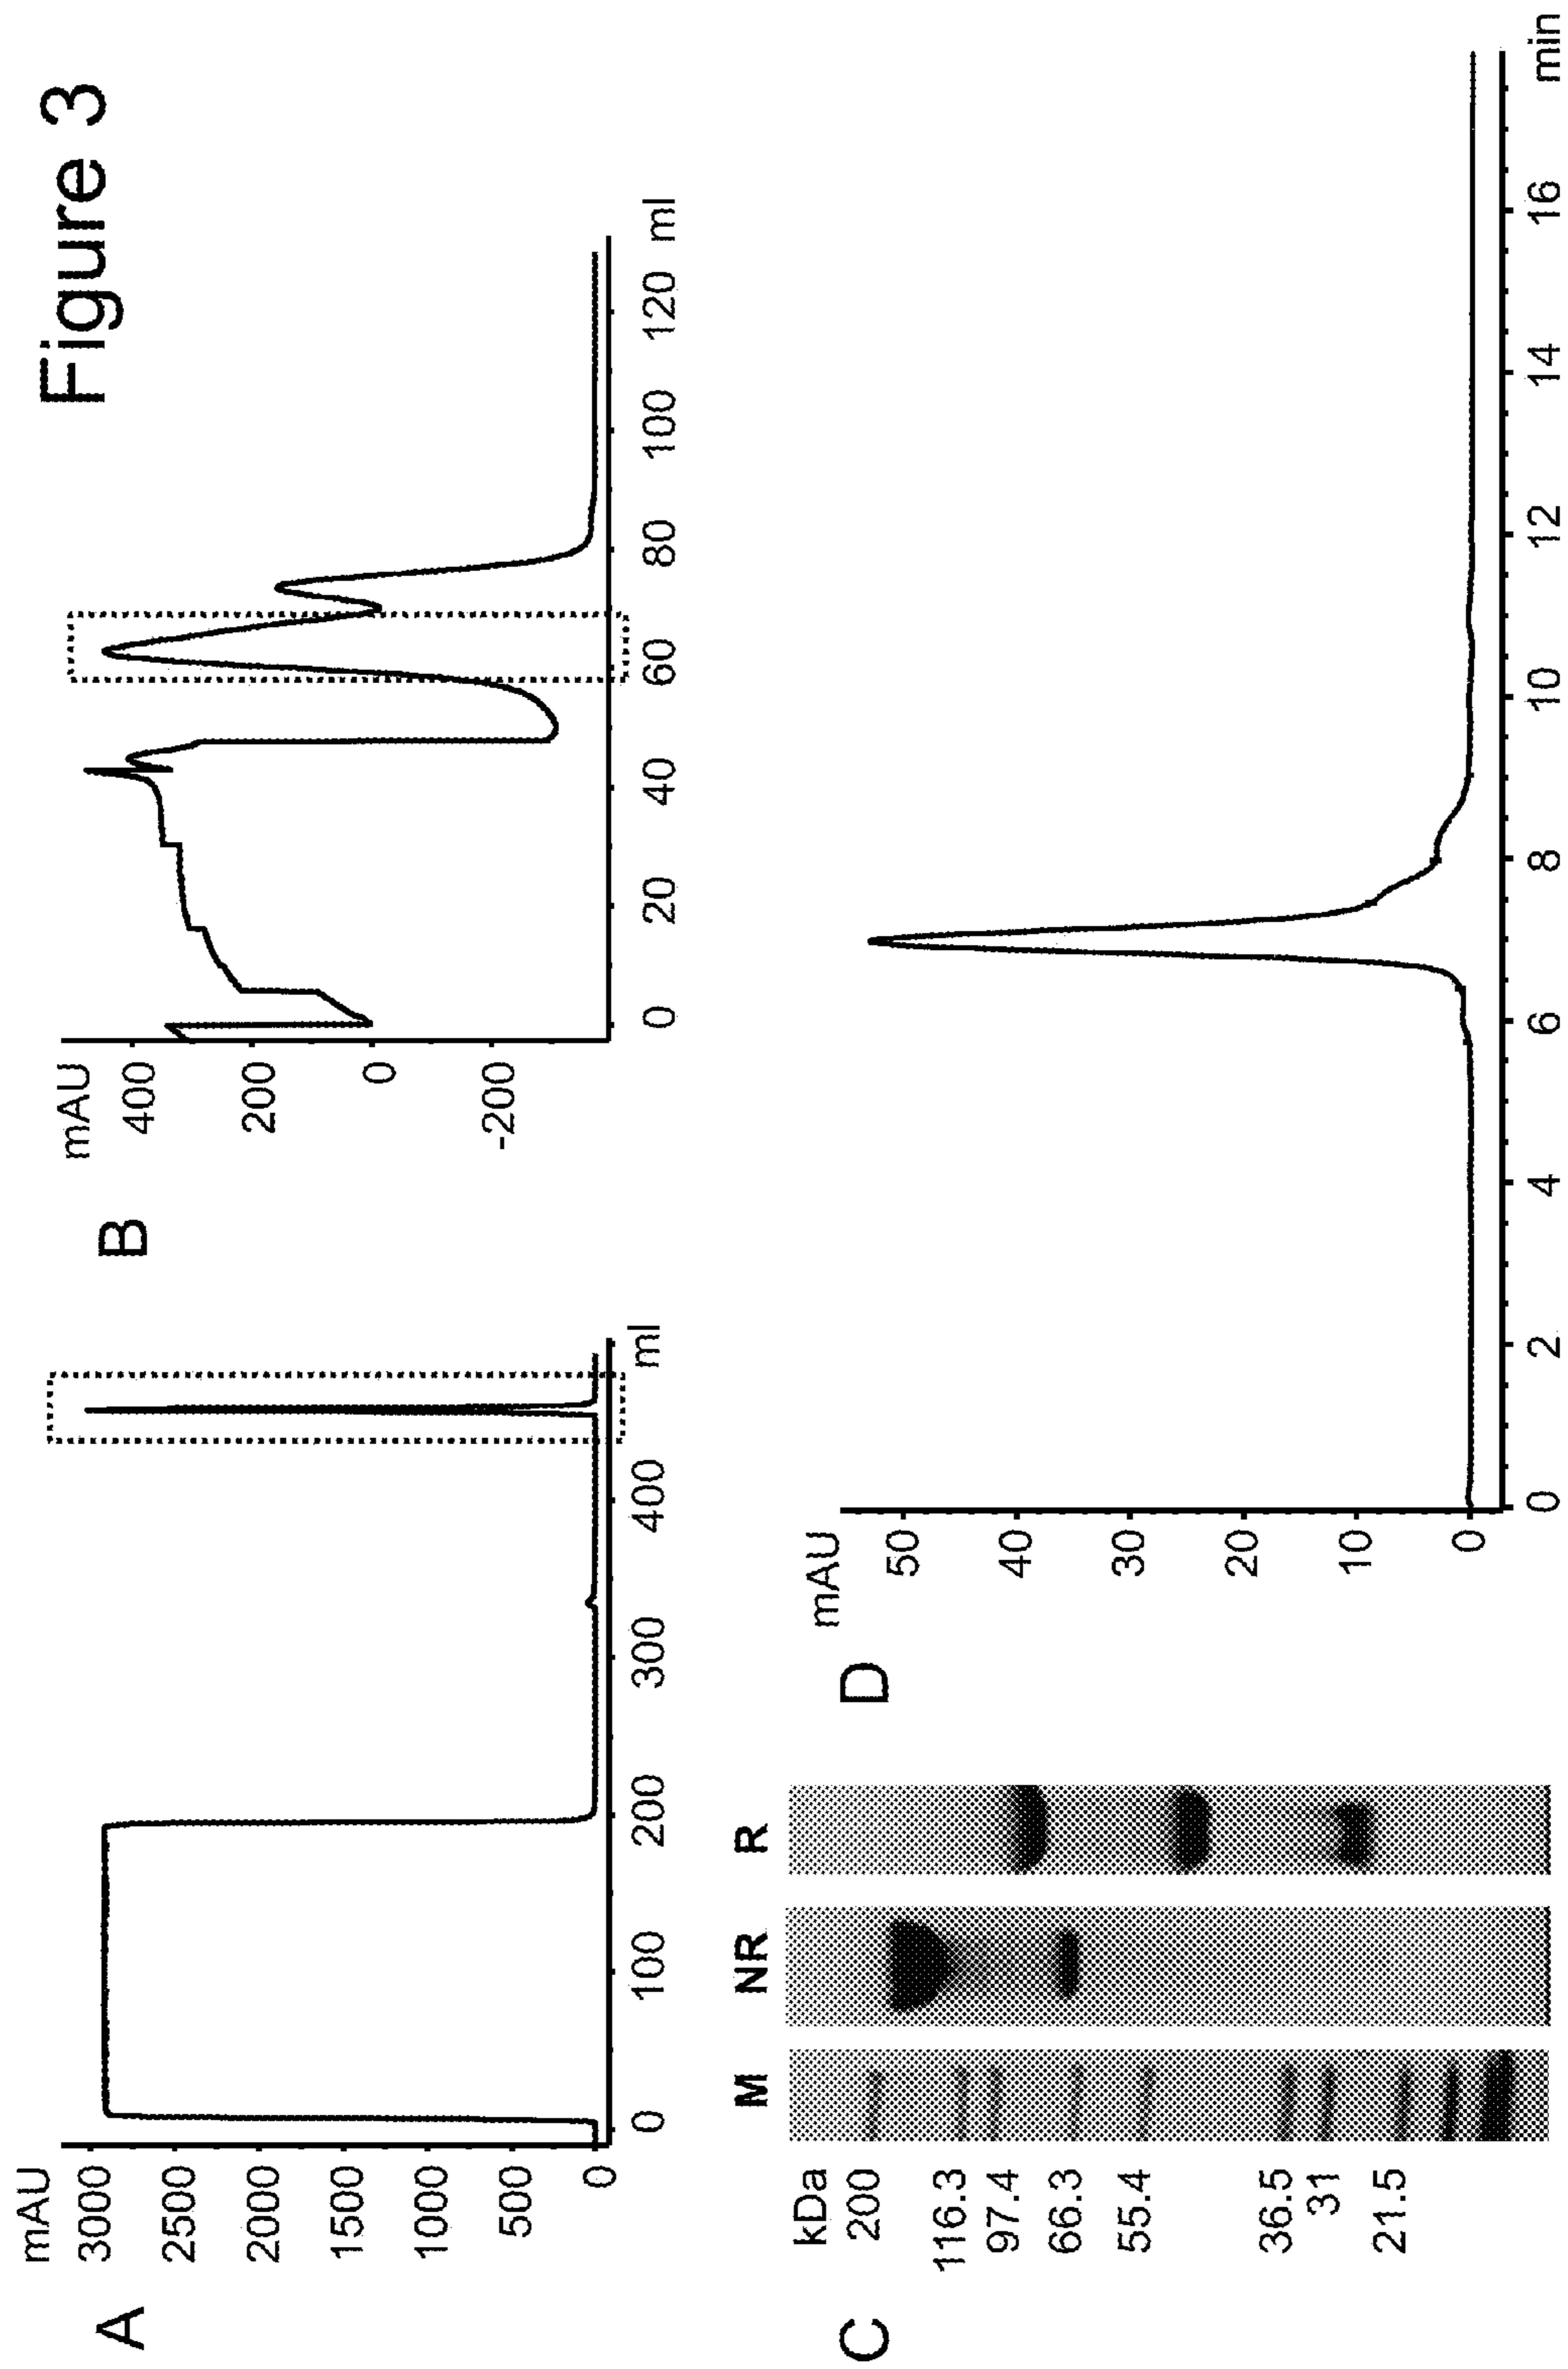 Figure 3
A
mAU
3000
2500
2000
1500
1000
500
0
0 100 200 300 400 ml
B
mAU
400
200
0
-200
0 20 40 60 80 100 120 ml
C
kDa M NR R
200
116.3
97.4
66.3
55.4
36.5
31
21.5
D
mAU
50
40
30
20
10
0
0 2 4 6 8 10 12 14 16 min